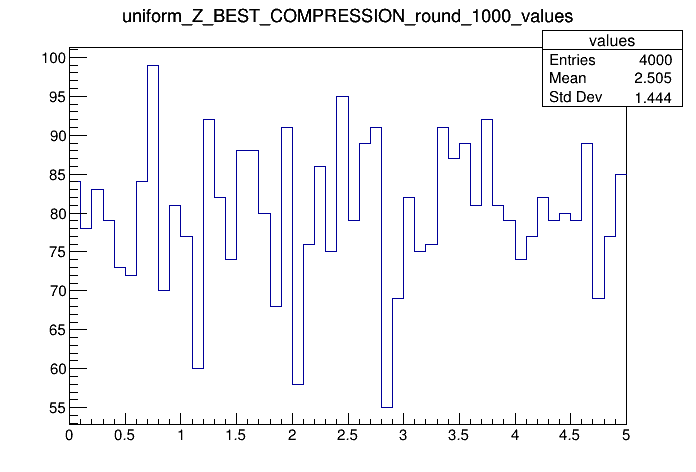 uniform_Z_BEST_COMPRESSION_round_1000_values
values
Entries 4000
Mean 2.505
Std Dev 1.444
100
95
90
85
80
75
70
65
60
55
0 0.5 1 1.5 2 2.5 3 3.5 4 4.5 5